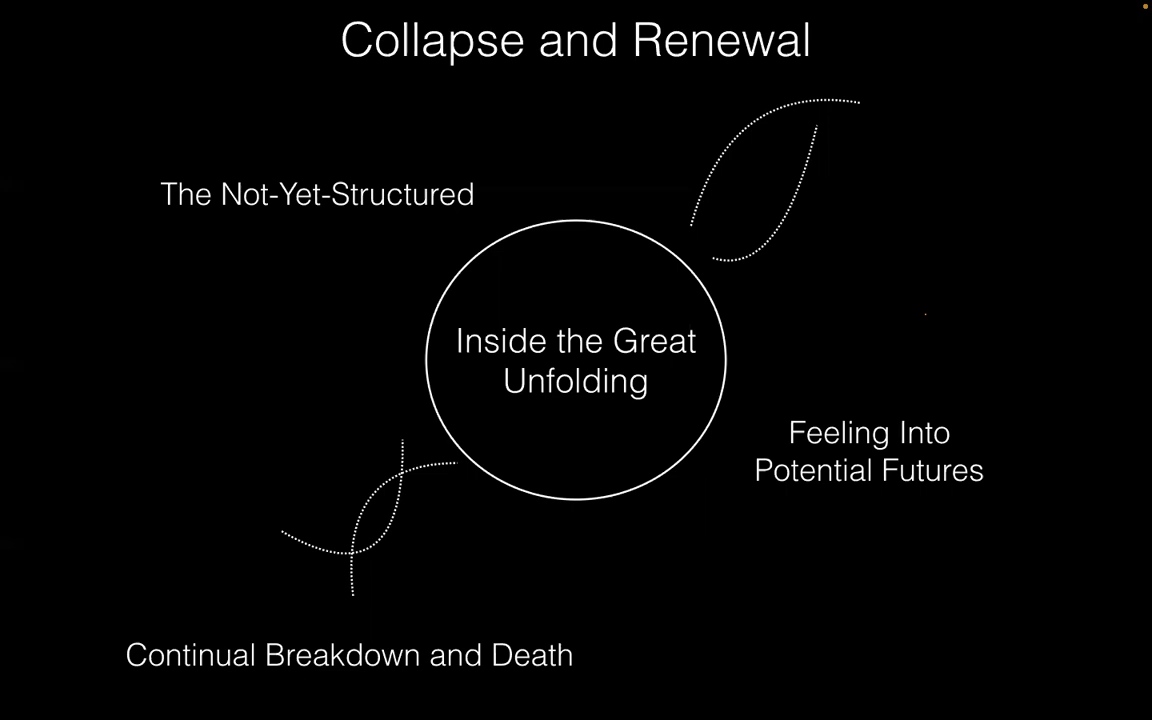 Collapse and Renewal
The Not-Yet-Structured
Inside the Great
Unfolding
Feeling Into
Potential Futures
Continual Breakdown and Death